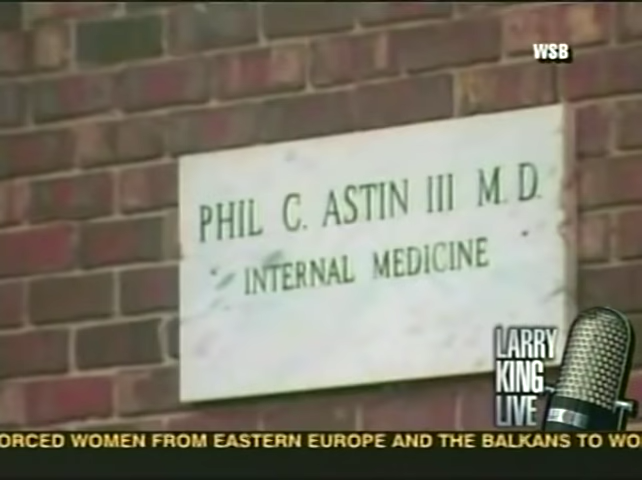 WSB
PHIL C. ASTIN III M.D.
INTERNAL MEDICINE
LARRY
KING
LIVE
ORCED WOMEN FROM EASTERN EUROPE AND THE BALKANS TO WO